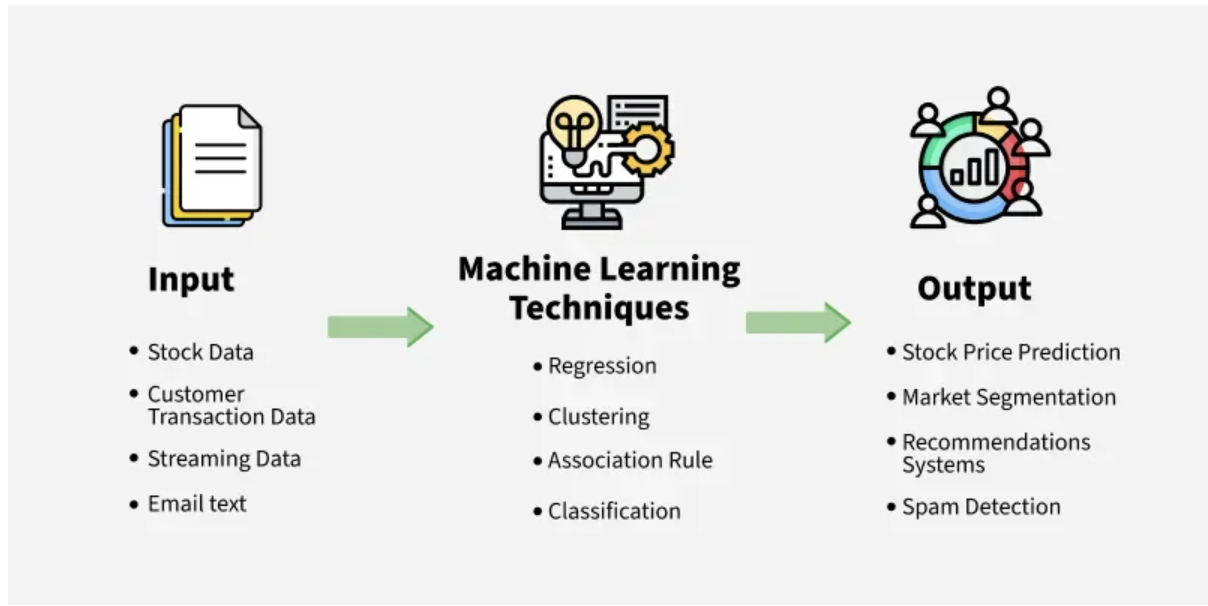 Input
• Stock Data
• Customer
Transaction Data
• Streaming Data
• Email text
Machine Learning
Techniques
• Regression
• Clustering
• Association Rule
• Classification
Output
• Stock Price Prediction
• Market Segmentation
• Recommendations
Systems
• Spam Detection